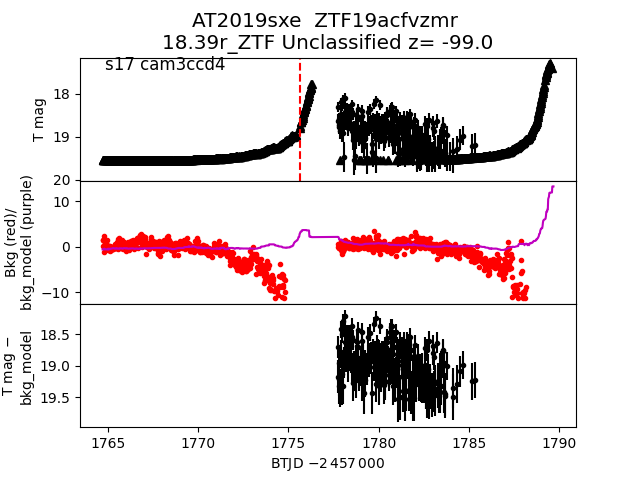 AT2019sxe  ZTF19acfvzmr
18.39r_ZTF Unclassified z= -99.0
s17 cam3ccd4
T mag
18
19
20
Bkg (red)/
bkg_model (purple)
10
0
−10
T mag −
bkg_model
18.5
19.0
19.5
1765 1770 1775 1780 1785 1790
BTJD −2 457 000